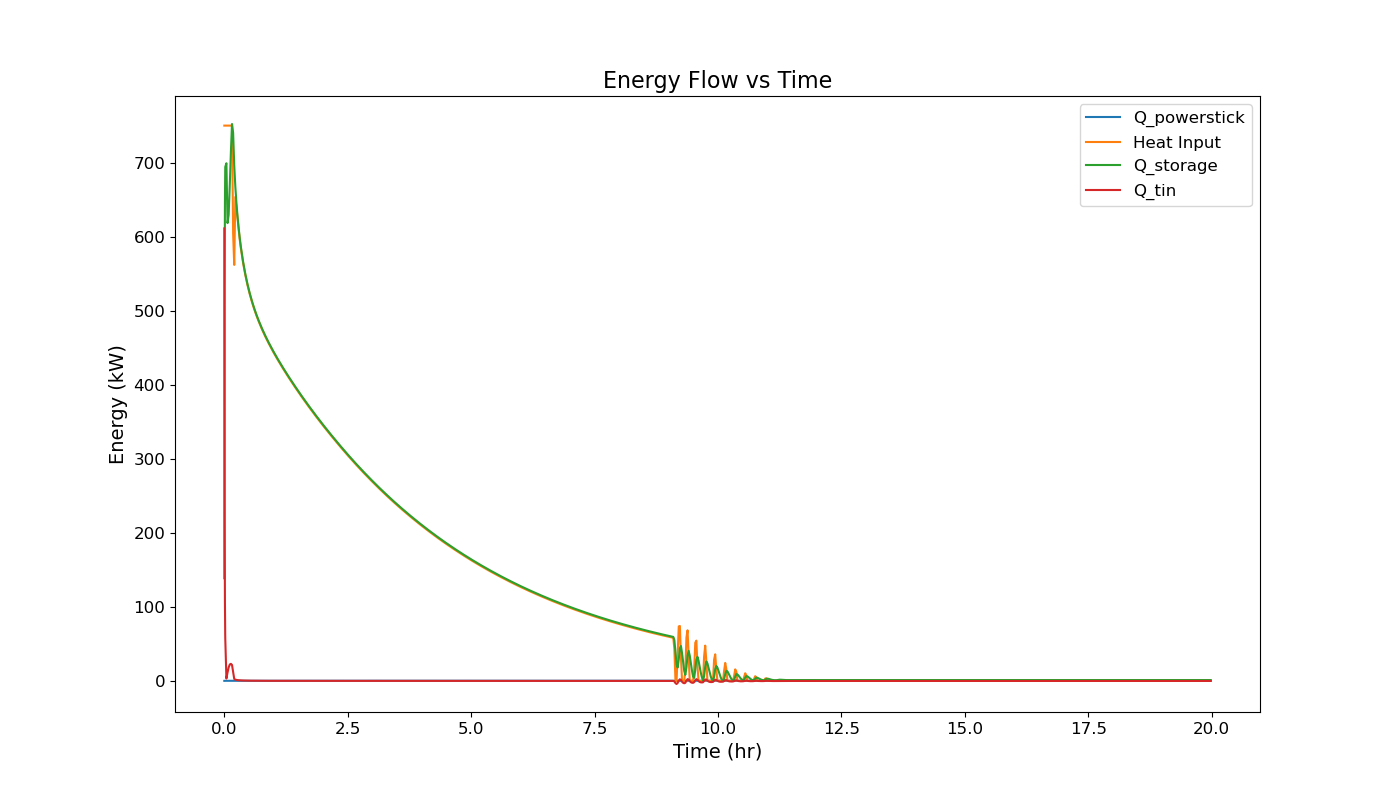 Energy Flow vs Time
Q_powerstick
Heat Input
Q_storage
Q_tin
Energy (kW)
700
600
500
400
300
200
100
0
0.0 2.5 5.0 7.5 10.0 12.5 15.0 17.5 20.0
Time (hr)